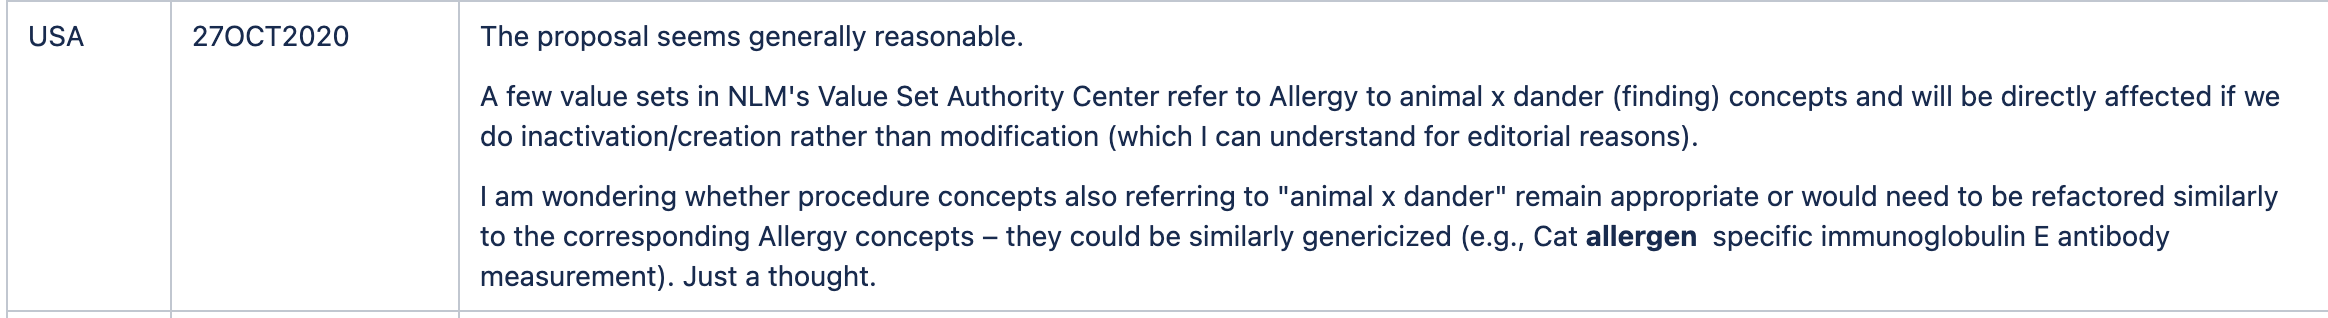 USA
27OCT2020
The proposal seems generally reasonable.
A few value sets in NLM's Value Set Authority Center refer to Allergy to animal x dander (finding) concepts and will be directly affected if we
do inactivation/creation rather than modification (which I can understand for editorial reasons).
I am wondering whether procedure concepts also referring to "animal x dander" remain appropriate or would need to be refactored similarly
to the corresponding Allergy concepts – they could be similarly genericized (e.g., Cat allergen specific immunoglobulin E antibody
measurement). Just a thought.